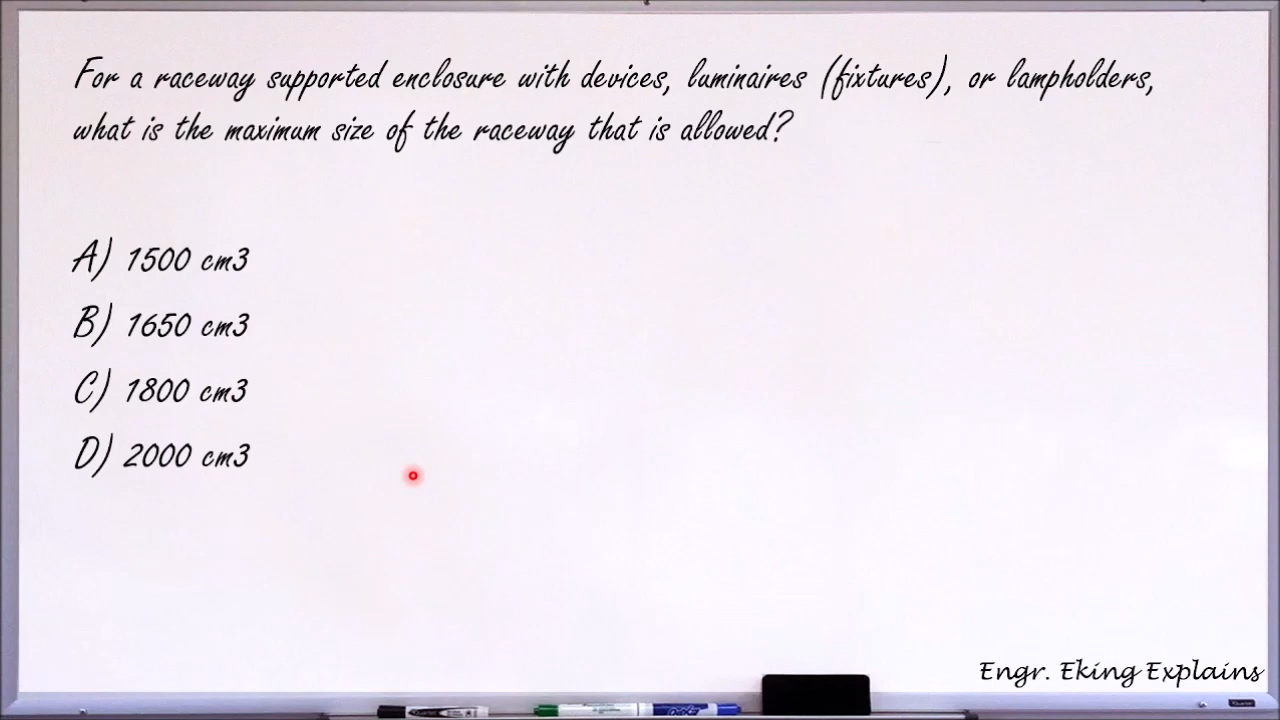 For a raceway supported enclosure with devices, luminaires (fixtures), or lampholders,
what is the maximum size of the raceway that is allowed?
A) 1500 cm3
B) 1650 cm3
C) 1800 cm3
D) 2000 cm3
Engr. Eking Explains